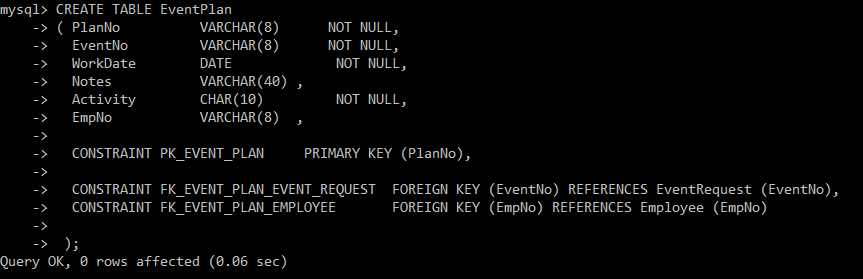 mysql> CREATE TABLE EventPlan
    -> ( PlanNo          VARCHAR(8)      NOT NULL,
    ->   EventNo         VARCHAR(8)      NOT NULL,
    ->   WorkDate        DATE             NOT NULL,
    ->   Notes           VARCHAR(40) ,
    ->   Activity        CHAR(10)         NOT NULL,
    ->   EmpNo           VARCHAR(8)  ,
    ->
    ->   CONSTRAINT PK_EVENT_PLAN     PRIMARY KEY (PlanNo),
    ->
    ->   CONSTRAINT FK_EVENT_PLAN_EVENT_REQUEST  FOREIGN KEY (EventNo) REFERENCES EventRequest (EventNo),
    ->   CONSTRAINT FK_EVENT_PLAN_EMPLOYEE       FOREIGN KEY (EmpNo) REFERENCES Employee (EmpNo)
    ->
    ->  );
Query OK, 0 rows affected (0.06 sec)